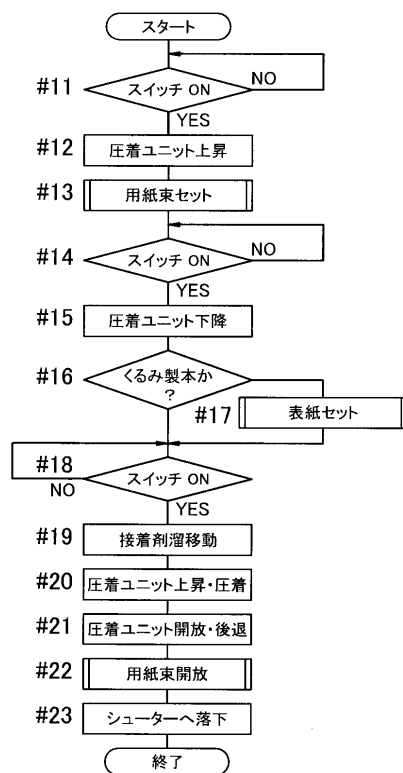 スタート
#11 スイッチ ON NO
YES
#12 圧着ユニット上昇
#13 用紙束セット
#14 スイッチ ON NO
YES
#15 圧着ユニット下降
#16 くるみ製本か
?
#17 表紙セット
#18 スイッチ ON
NO
YES
#19 接着剤溜移動
#20 圧着ユニット上昇・圧着
#21 圧着ユニット開放・後退
#22 用紙束開放
#23 シューターへ落下
終了